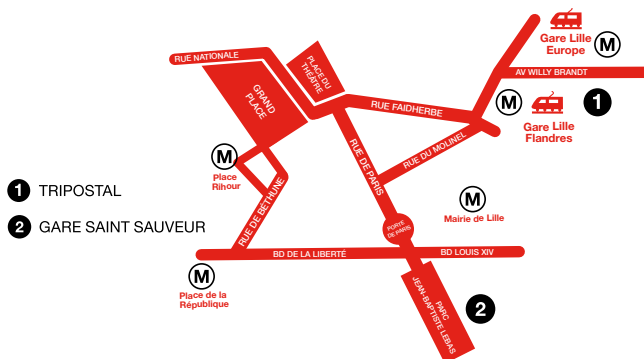 Gare Lille
Europe
M
RUE NATIONALE
PLACE DU
THÉÂTRE
AV WILLY BRANDT
GRAND
PLACE
RUE FAIDHERBE
M
1
Gare Lille
Flandres
RUE DU MOLINEL
RUE DE PARIS
M
Place
Rihour
RUE DE BÉTHUNE
1 TRIPOSTAL
M
Mairie de Lille
2 GARE SAINT SAUVEUR
PORTE
DE PARIS
BD DE LA LIBERTÉ
BD LOUIS XIV
M
Place de la
République
PARC
JEAN-BAPTISTE LEBAS
2